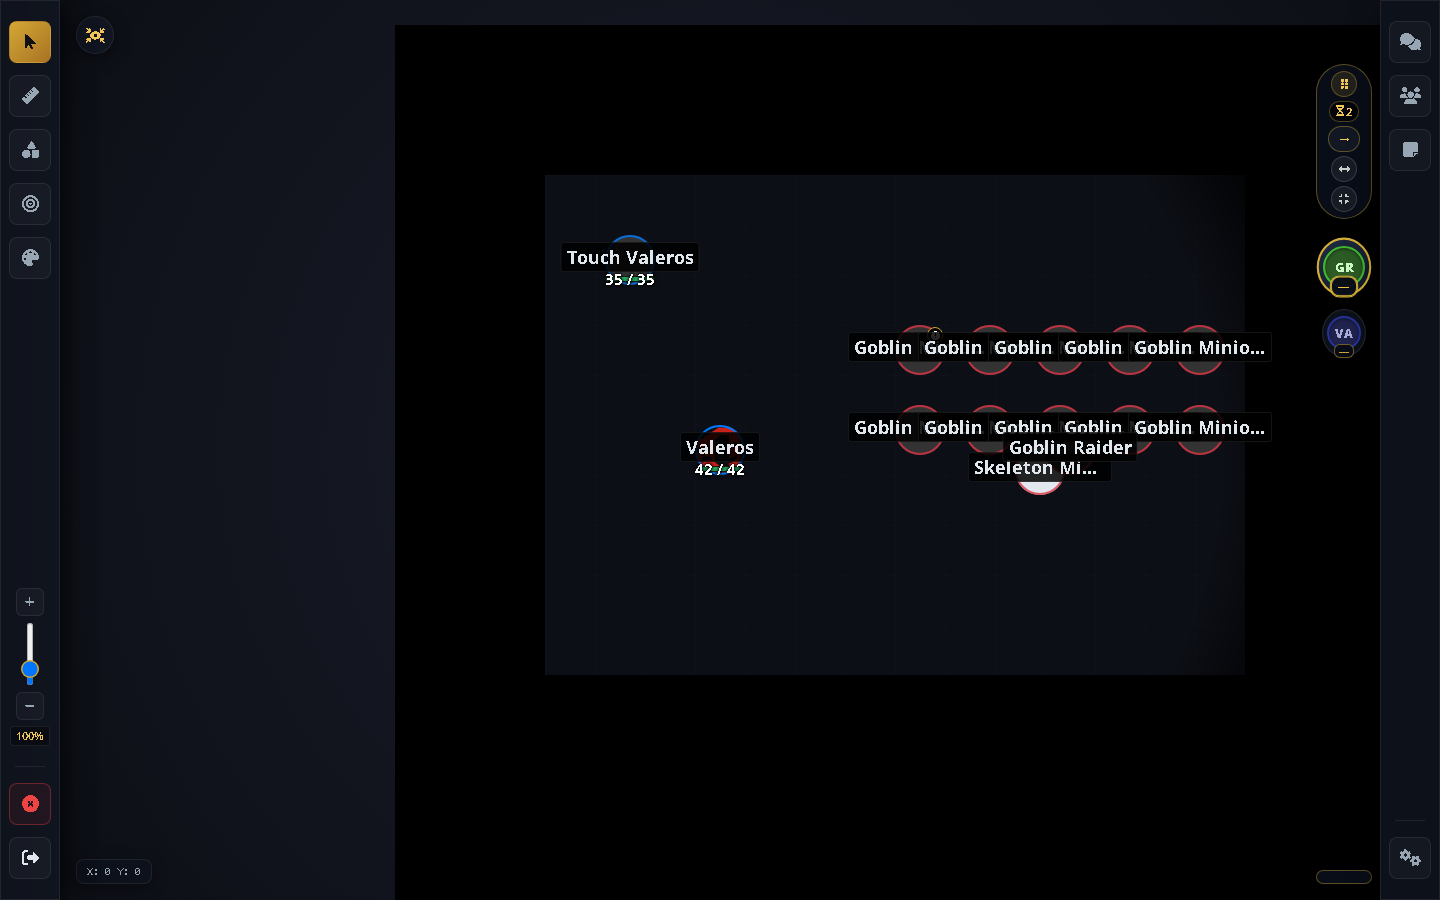 2
Touch Valeros
35 / 35
GR
—
VA
—
Goblin Goblin Goblin Goblin Goblin Minio...
Goblin Goblin Goblin Goblin Goblin Minio...
Goblin Raider
Valeros
Skeleton Mi...
42 / 42
100%
X: 0 Y: 0